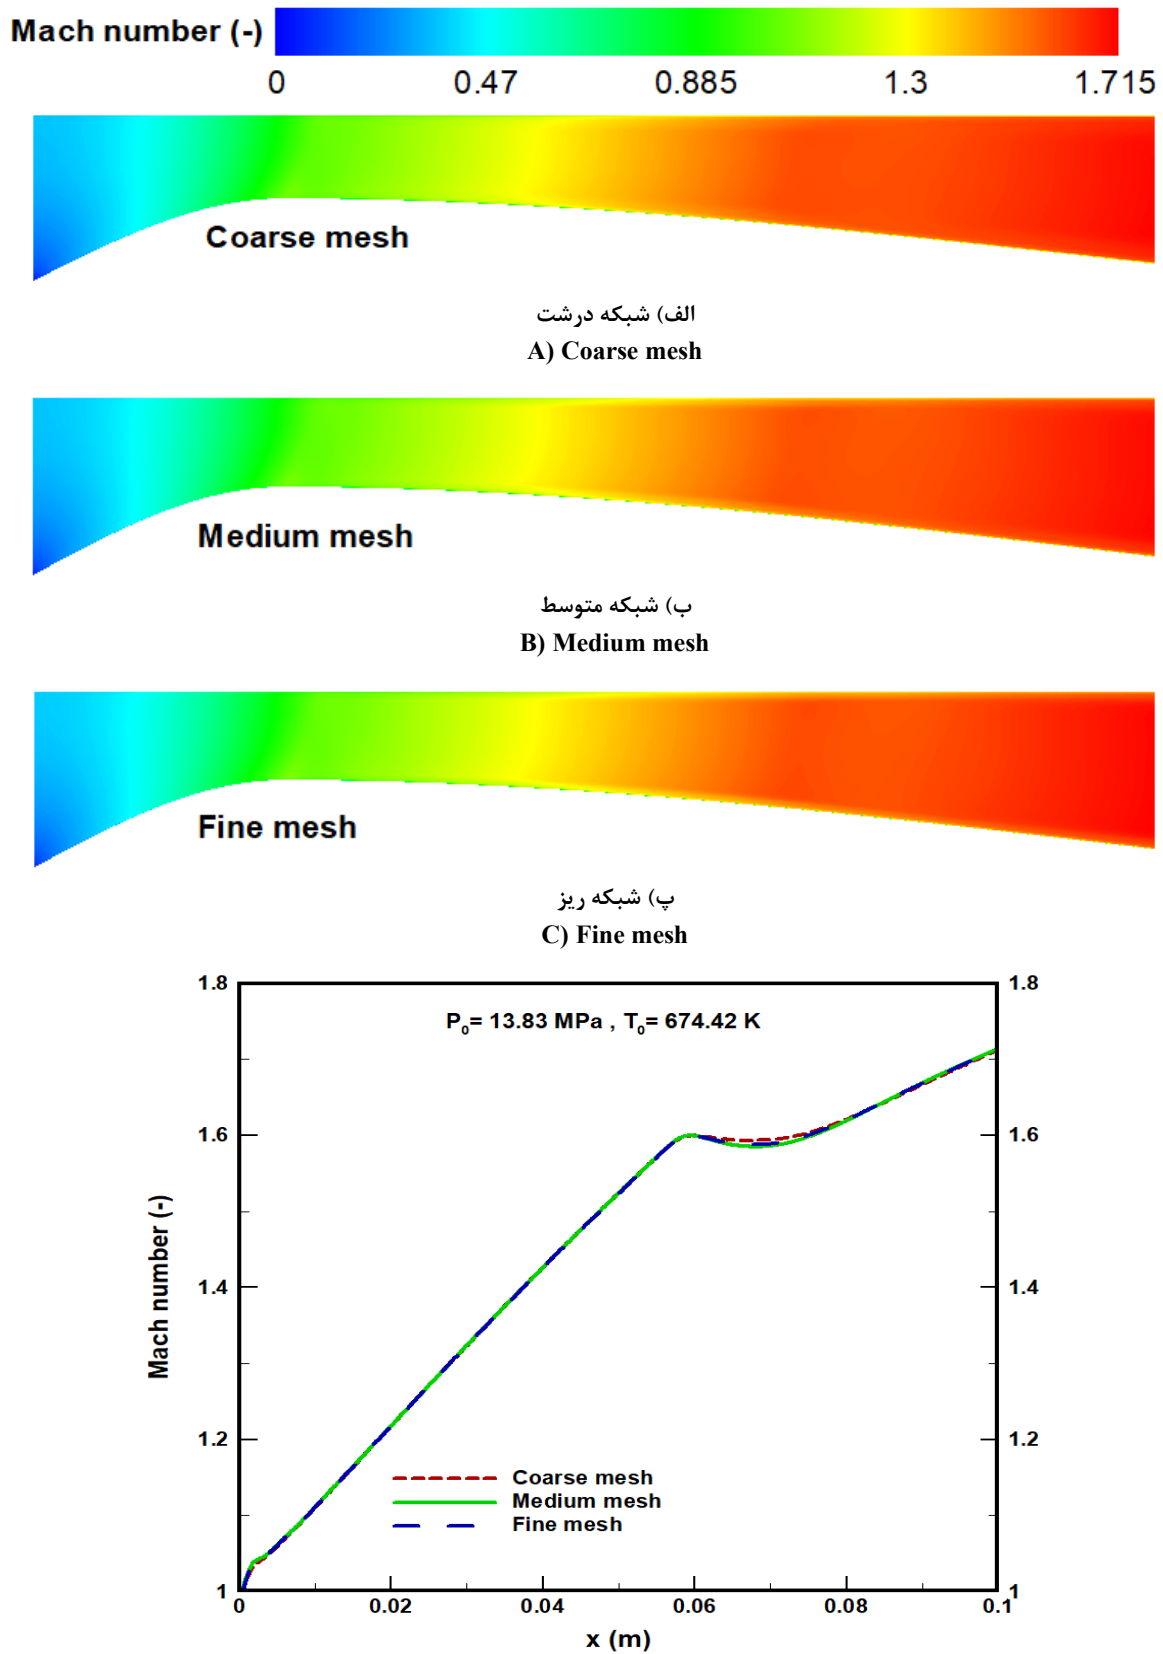 Mach number (-)
0 0.47 0.885 1.3 1.715
Coarse mesh
الف) شبکه درشت
A) Coarse mesh
Medium mesh
ب) شبکه متوسط
B) Medium mesh
Fine mesh
پ) شبکه ریز
C) Fine mesh
1.8 1.8
P₀= 13.83 MPa , T₀= 674.42 K
1.6 1.6
Mach number (-)
1.4 1.4
1.2 1.2
Coarse mesh
Medium mesh
Fine mesh
1 1
0 0.02 0.04 0.06 0.08 0.1
x (m)